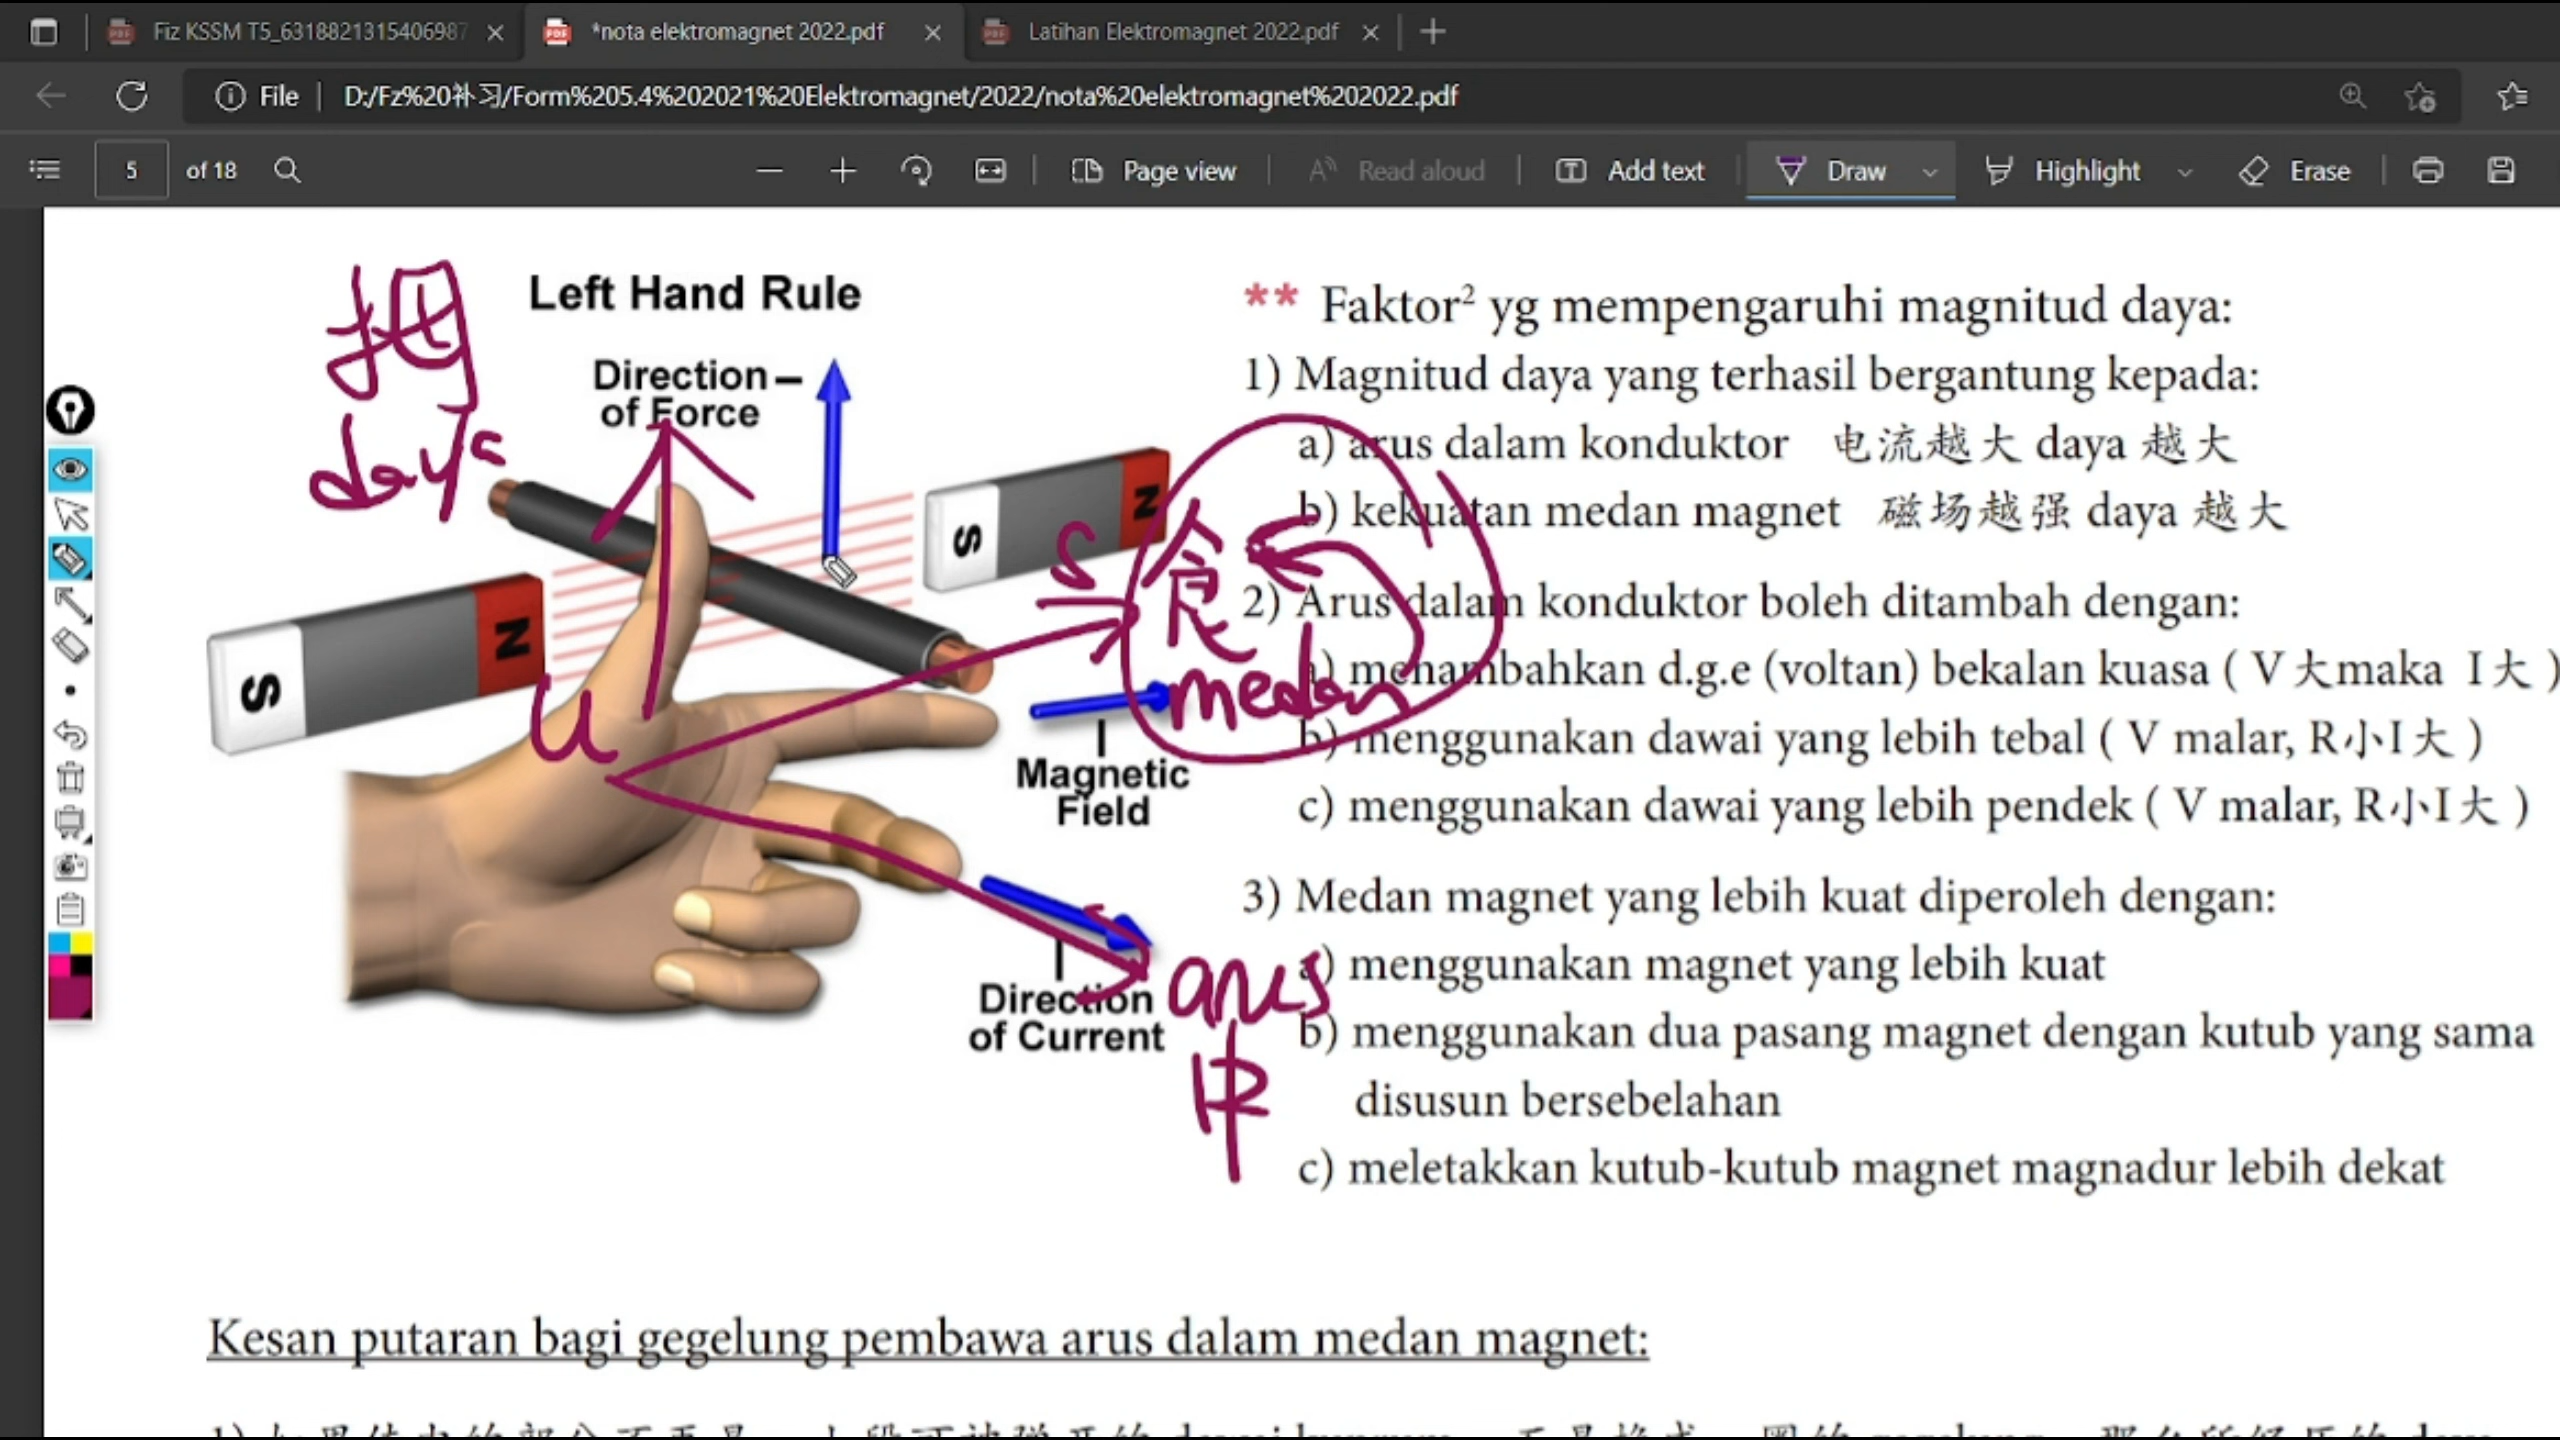 Fiz KSSM T5_6318821315406987
*nota elektromagnet 2022.pdf
Latihan Elektromagnet 2022.pdf
File
D:/Fz%20补习/Form%205.4%202021%20Elektromagnet/2022/nota%20elektromagnet%202022.pdf
5 of 18
Page view
Read aloud
Add text
Draw
Highlight
Erase
Left Hand Rule
Direction
of Force
拇
daya
S
N
S
N
U
S
食
medan
Magnetic
Field
Direction
of Current
arus
中
** Faktor² yg mempengaruhi magnitud daya:
1) Magnitud daya yang terhasil bergantung kepada:
a) arus dalam konduktor 电流越大 daya 越大
b) kekuatan medan magnet 磁场越强 daya 越大
2) Arus dalam konduktor boleh ditambah dengan:
a) menambahkan d.g.e (voltan) bekalan kuasa ( V大maka I大 )
b) menggunakan dawai yang lebih tebal ( V malar, R小I大 )
c) menggunakan dawai yang lebih pendek ( V malar, R小I大 )
3) Medan magnet yang lebih kuat diperoleh dengan:
a) menggunakan magnet yang lebih kuat
b) menggunakan dua pasang magnet dengan kutub yang sama
disusun bersebelahan
c) meletakkan kutub-kutub magnet magnadur lebih dekat
Kesan putaran bagi gegelung pembawa arus dalam medan magnet: